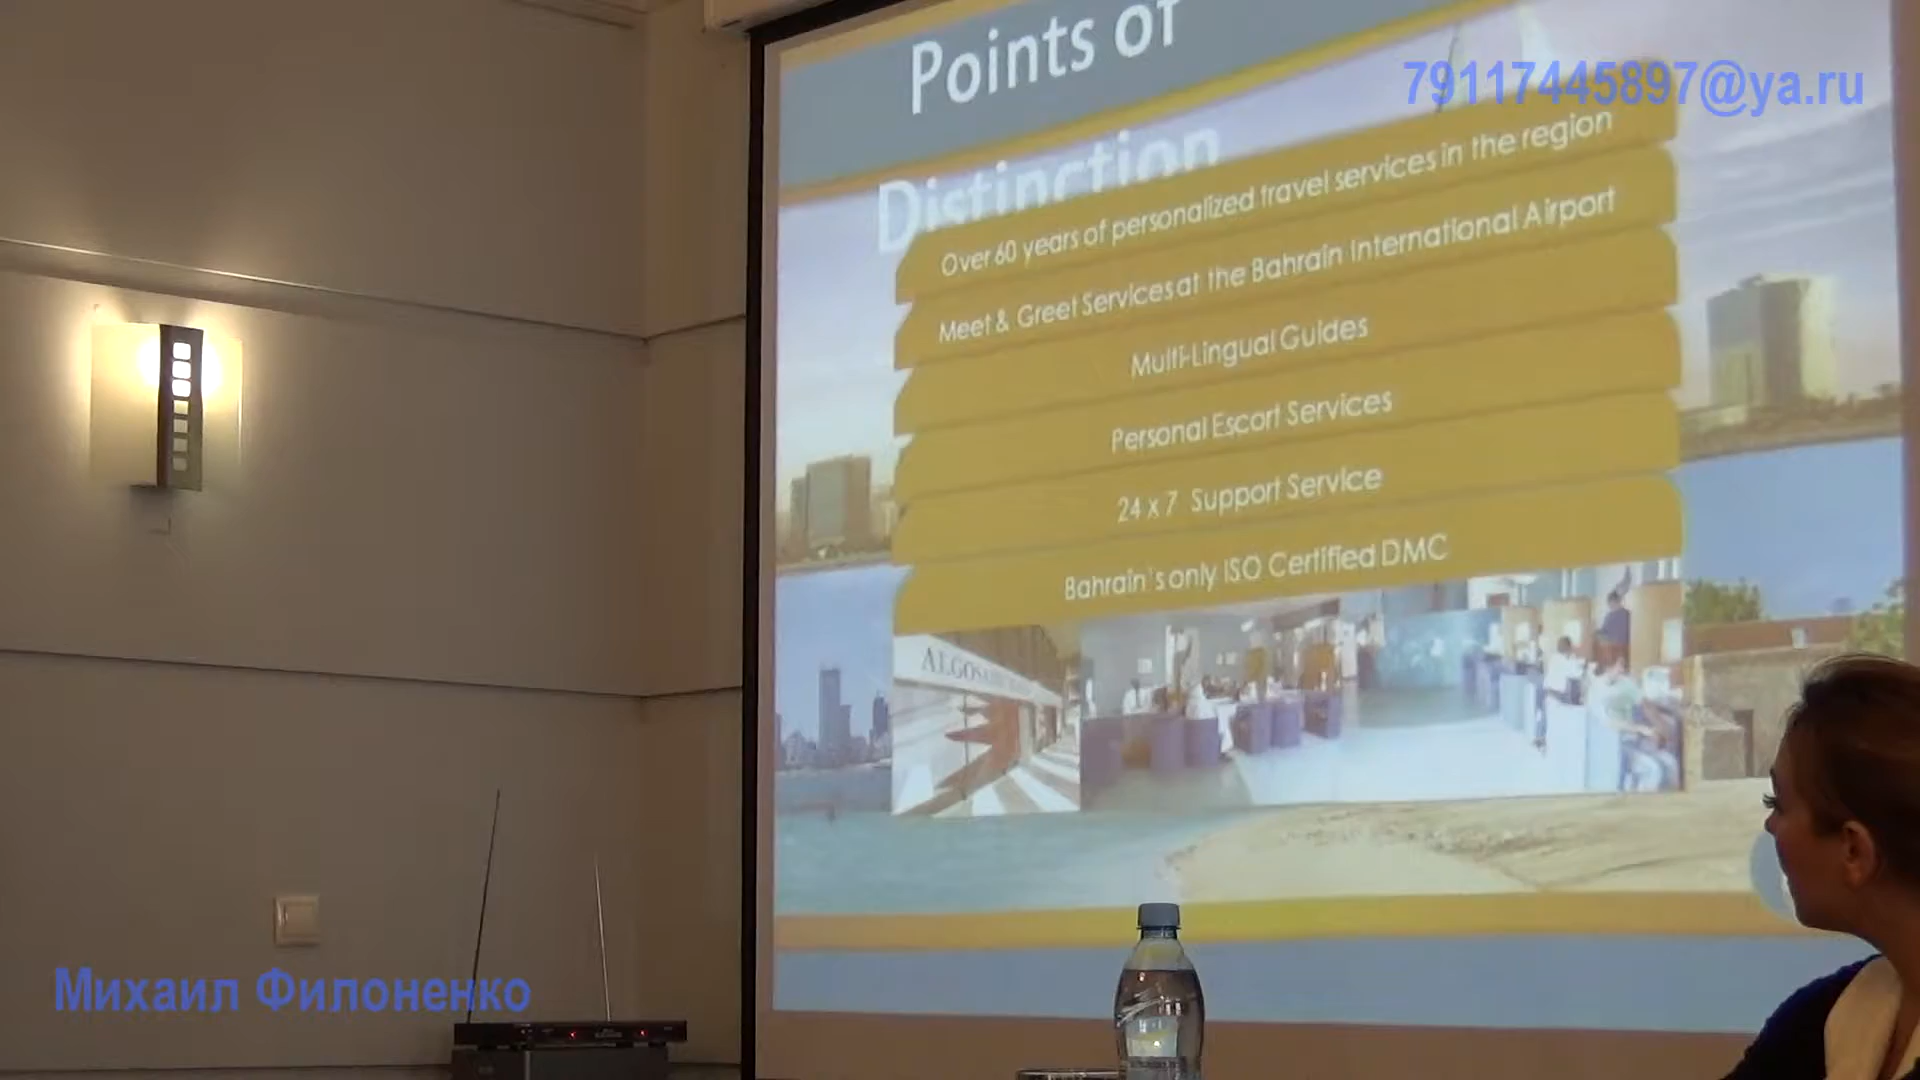 Points of
79117445897@ya.ru
Distinction
Over 60 years of personalized travel services in the region
Meet & Greet Services at the Bahrain International Airport
Multi-Lingual Guides
Personal Escort Services
24 x 7 Support Service
Bahrain's only ISO Certified DMC
Михаил Филоненко